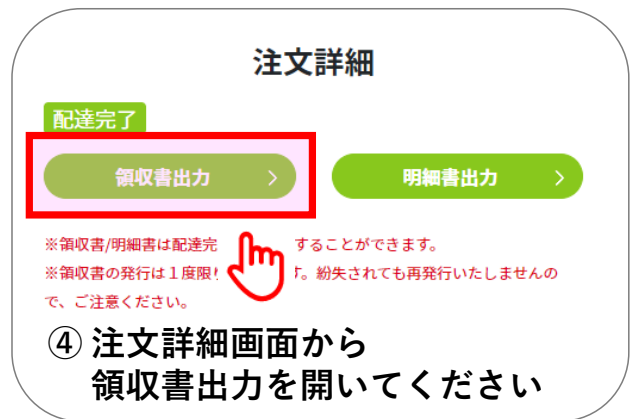 注文詳細
配達完了
領収書出力
明細書出力
※領収書/明細書は配達完 することができます。
※領収書の発行は１度限り す。紛失されても再発行いたしませんの
で、ご注意ください。
④ 注文詳細画面から
領収書出力を開いてください